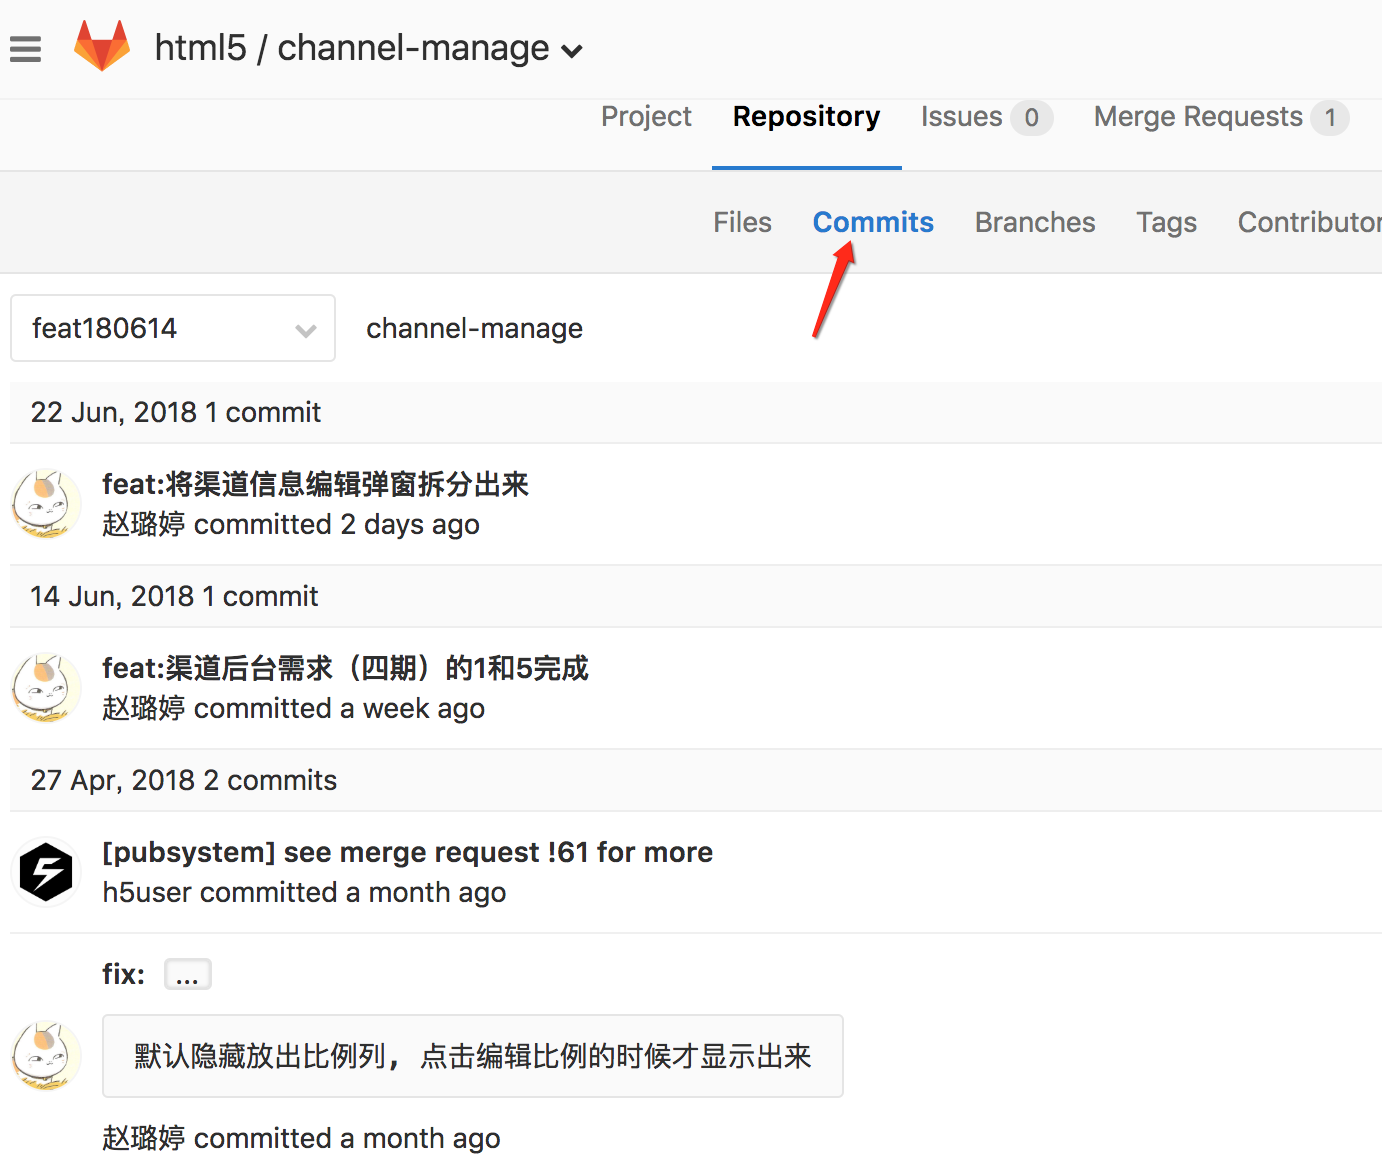 html5 / channel-manage
Project Repository Issues 0 Merge Requests 1
Files Commits Branches Tags Contributor
feat180614 channel-manage
22 Jun, 2018 1 commit
feat:将渠道信息编辑弹窗拆分出来
赵璐婷 committed 2 days ago
14 Jun, 2018 1 commit
feat:渠道后台需求（四期）的1和5完成
赵璐婷 committed a week ago
27 Apr, 2018 2 commits
[pubsystem] see merge request !61 for more
h5user committed a month ago
fix: ...
默认隐藏放出比例列，点击编辑比例的时候才显示出来
赵璐婷 committed a month ago